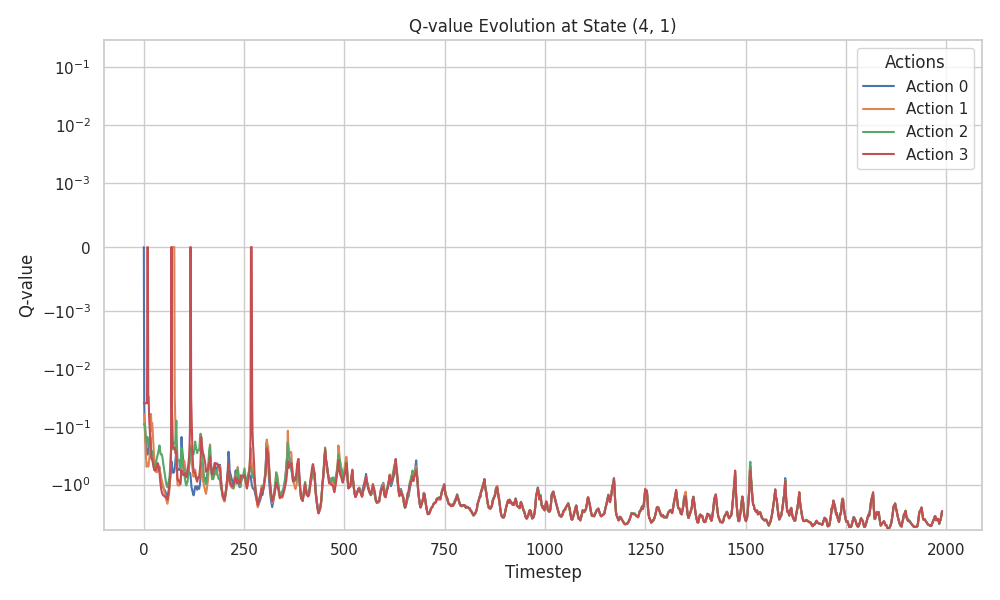 Q-value Evolution at State (4, 1)
Actions
Action 0
Action 1
Action 2
Action 3
Q-value
10⁻¹
10⁻²
10⁻³
0
−10⁻³
−10⁻²
−10⁻¹
−10⁰
0 250 500 750 1000 1250 1500 1750 2000
Timestep